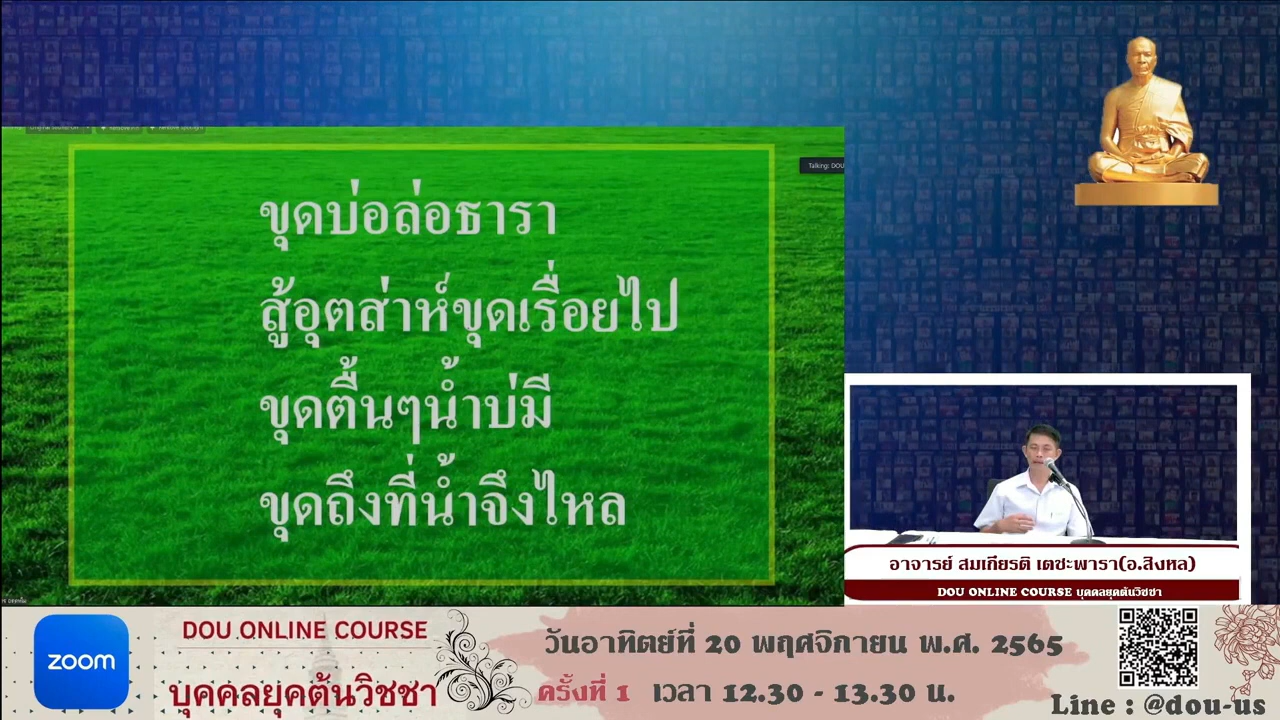 Talking: DOU
ขุดบ่อล่อธารา
สู้อุตส่าห์ขุดเรื่อยไป
ขุดตื้นๆน้ำบ่มี
ขุดถึงที่น้ำจึงไหล
อาจารย์ สมเกียรติ เตชะพารา(อ.สิงหล)
DOU ONLINE COURSE บุคคลยุคต้นวิชชา
zoom
DOU ONLINE COURSE
บุคคลยุคต้นวิชชา
วันอาทิตย์ที่ 20 พฤศจิกายน พ.ศ. 2565
ครั้งที่ 1 เวลา 12.30 - 13.30 น.
Line : @dou-us